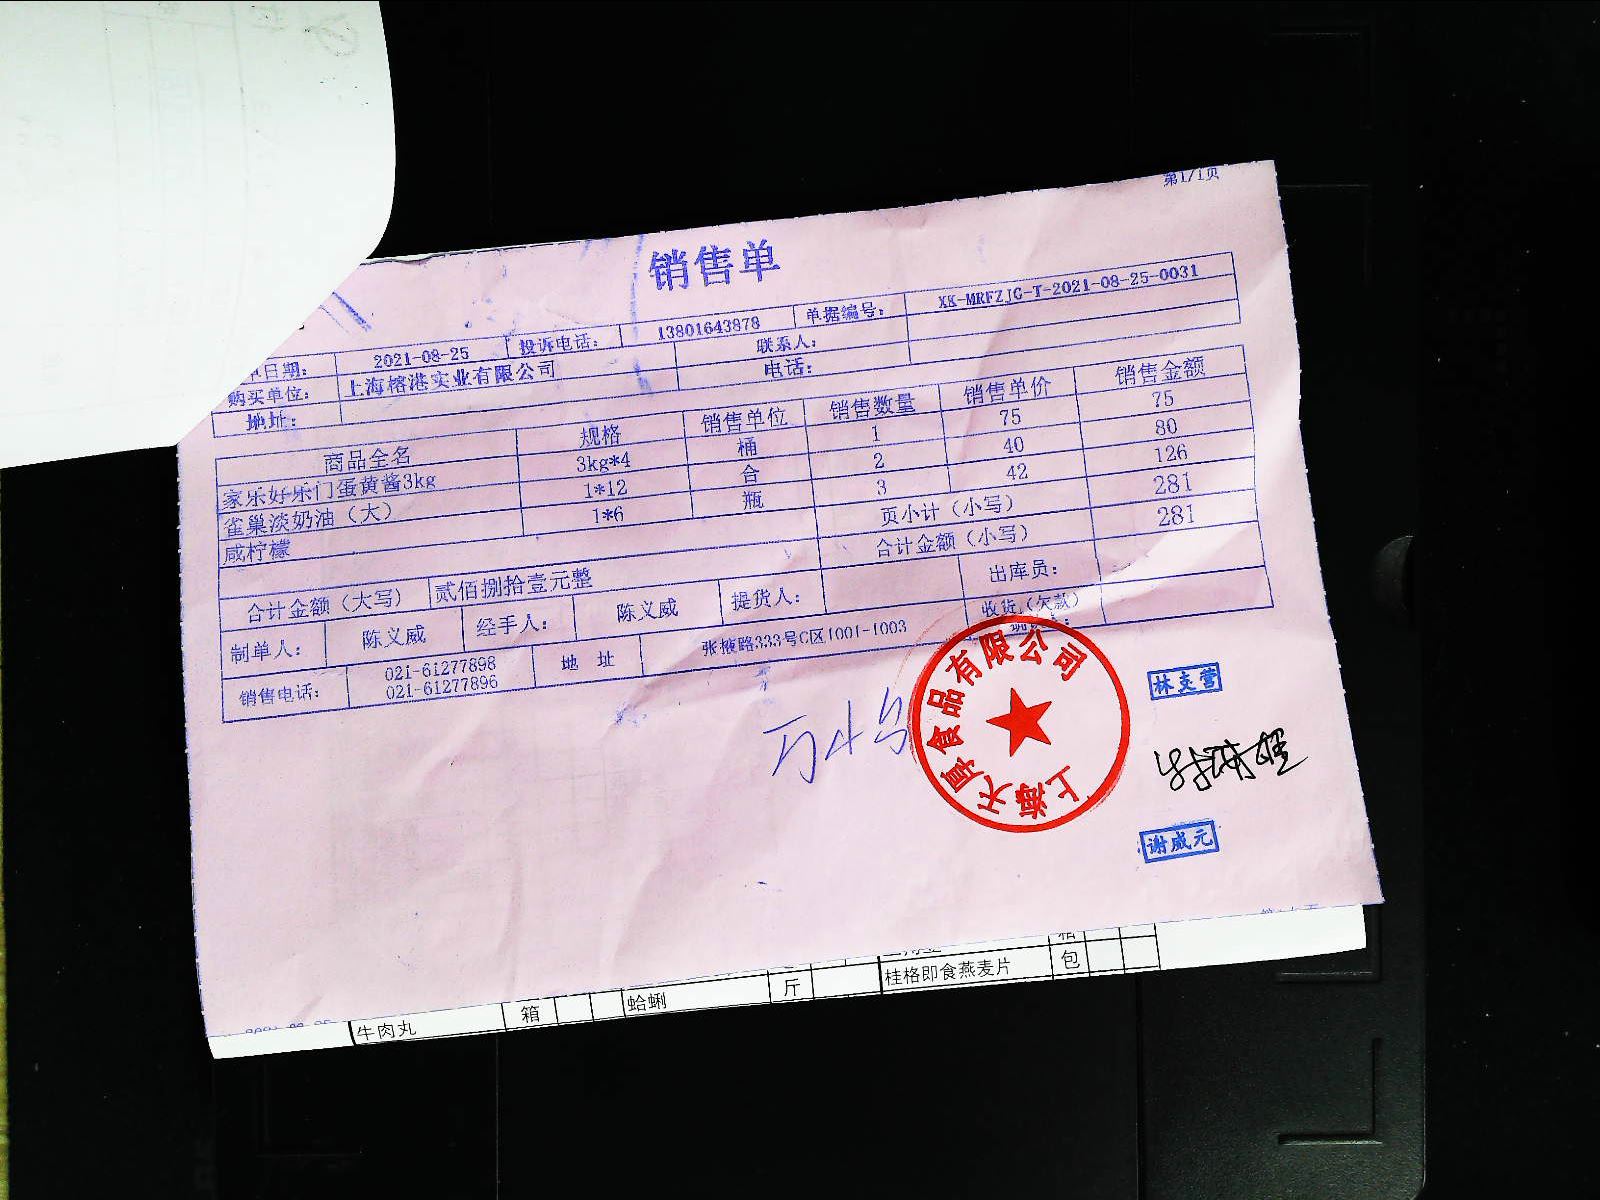 第1/1页
销售单
单日期： 2021-08-25 投诉电话： 13801643878 单据编号： XK-MRFZJG-T-2021-08-25-0031
购买单位： 上海榕港实业有限公司 联系人：
地址： 电话：
商品全名 规格 销售单位 销售数量 销售单价 销售金额
家乐好乐门蛋黄酱3kg 3kg*4 桶 1 75 75
雀巢淡奶油（大） 1*12 合 2 40 80
咸柠檬 1*6 瓶 3 42 126
页小计（小写） 281
合计金额（大写） 贰佰捌拾壹元整 合计金额（小写） 281
制单人： 陈义威 经手人： 陈义威 提货人： 出库员：
销售电话： 021-61277898 地 址 张掖路333号C区1001-1003 收货（欠款）
021-61277896
上海天厚食品有限公司
谢威元
桂格即食燕麦片 包
牛肉丸 箱 蛤蜊 斤